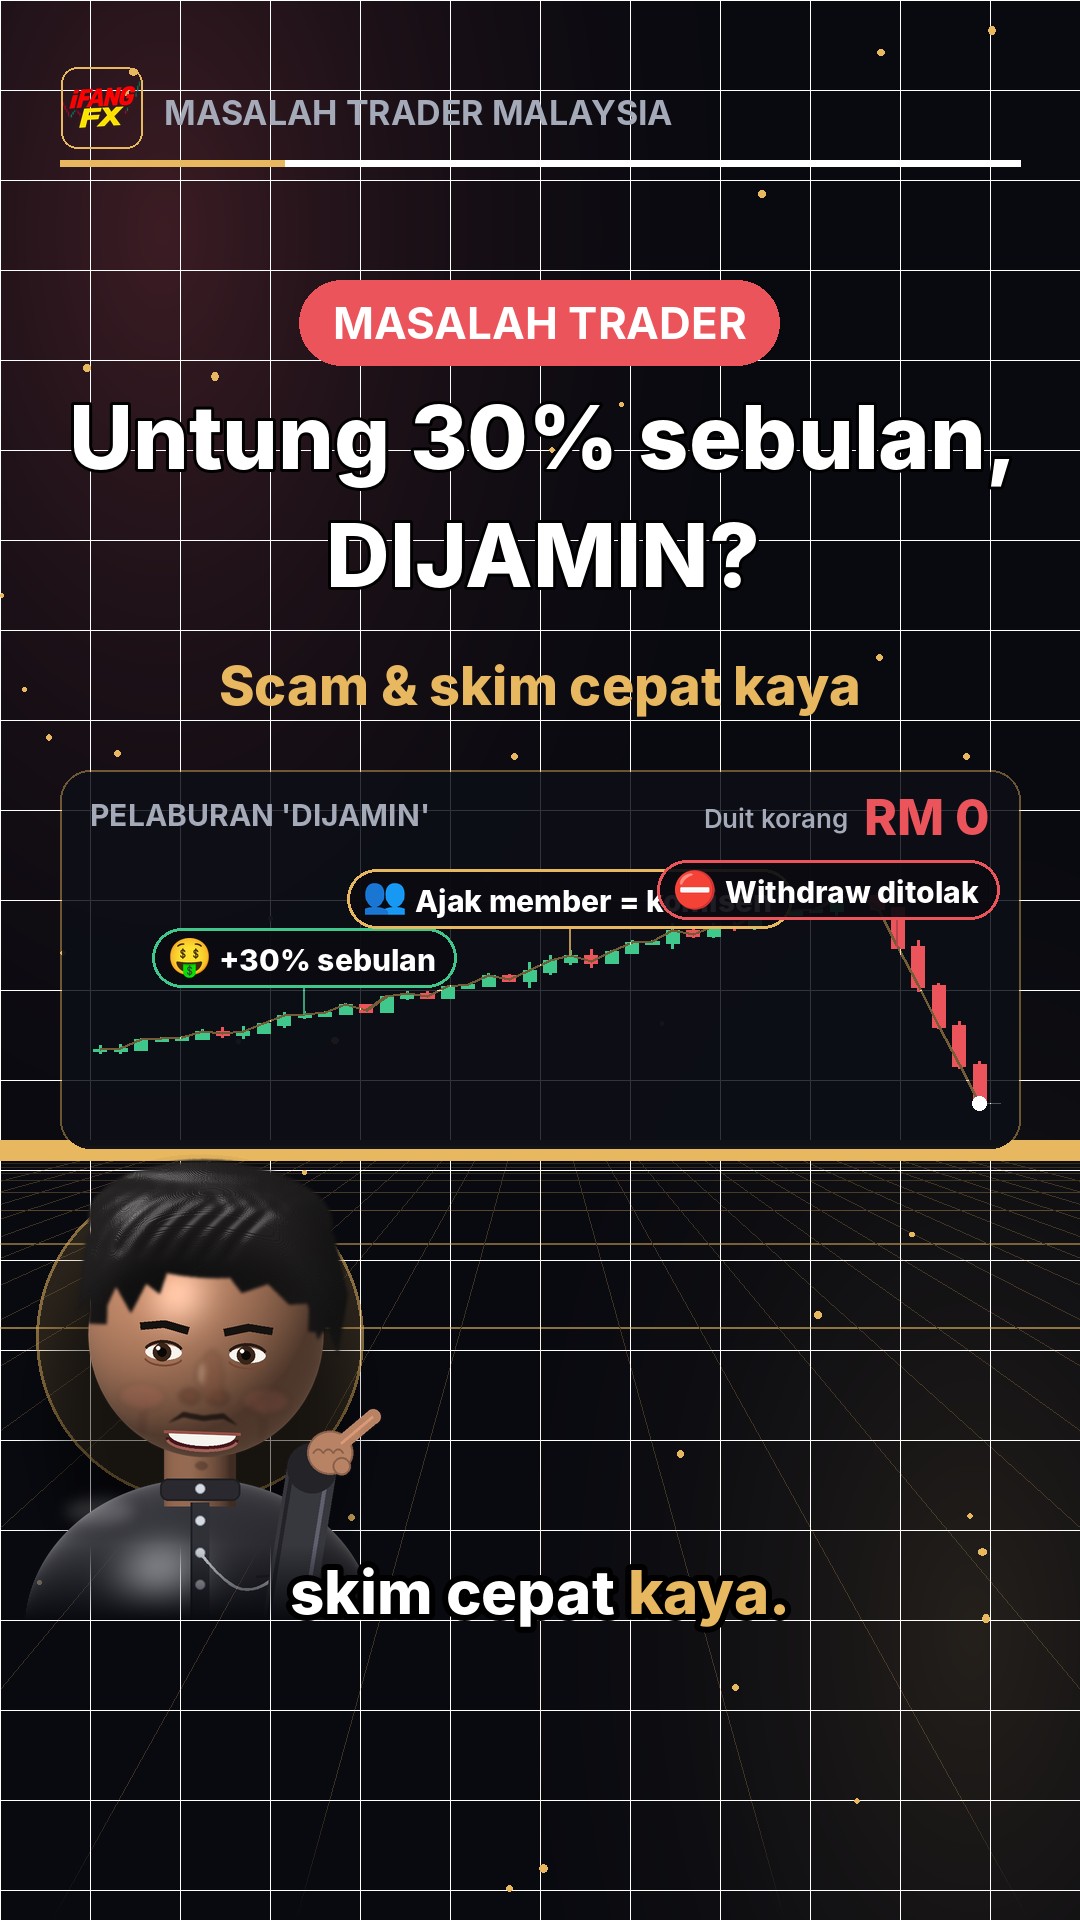 iFANG
FX
MASALAH TRADER MALAYSIA
MASALAH TRADER
Untung 30% sebulan,
DIJAMIN?
Scam & skim cepat kaya
PELABURAN 'DIJAMIN'
Duit korang RM 0
Ajak member = komisen
Withdraw ditolak
+30% sebulan
skim cepat kaya.